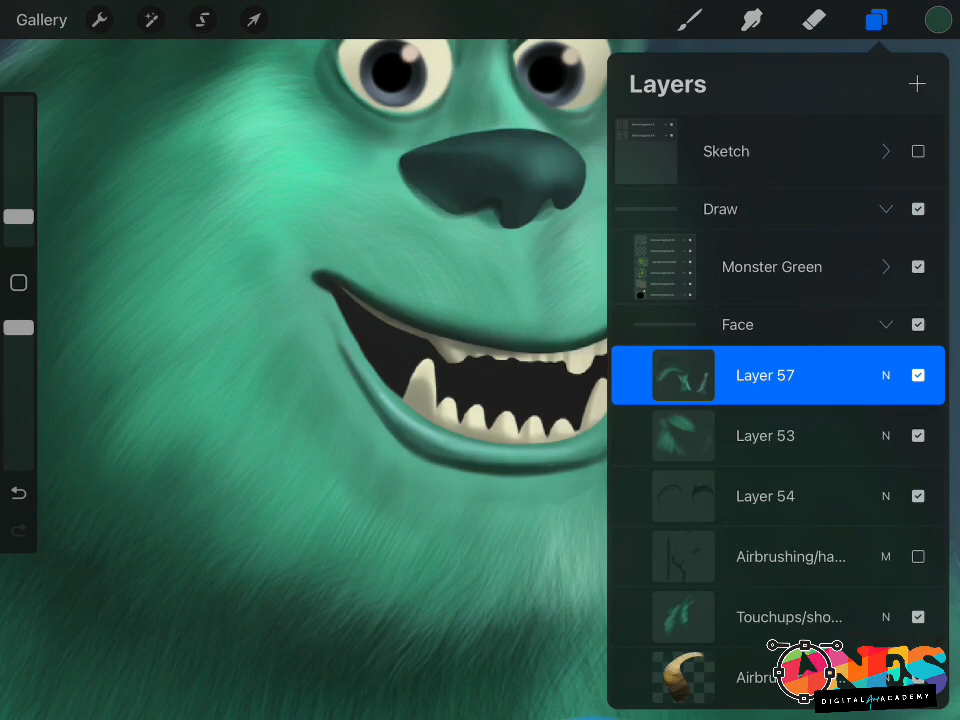 Gallery
Layers
Sketch
Draw
Monster Green
Face
Layer 57 N
Layer 53 N
Layer 54 N
Airbrushing/ha... M
Touchups/sho... N
DIGITAL Art ACADEMY